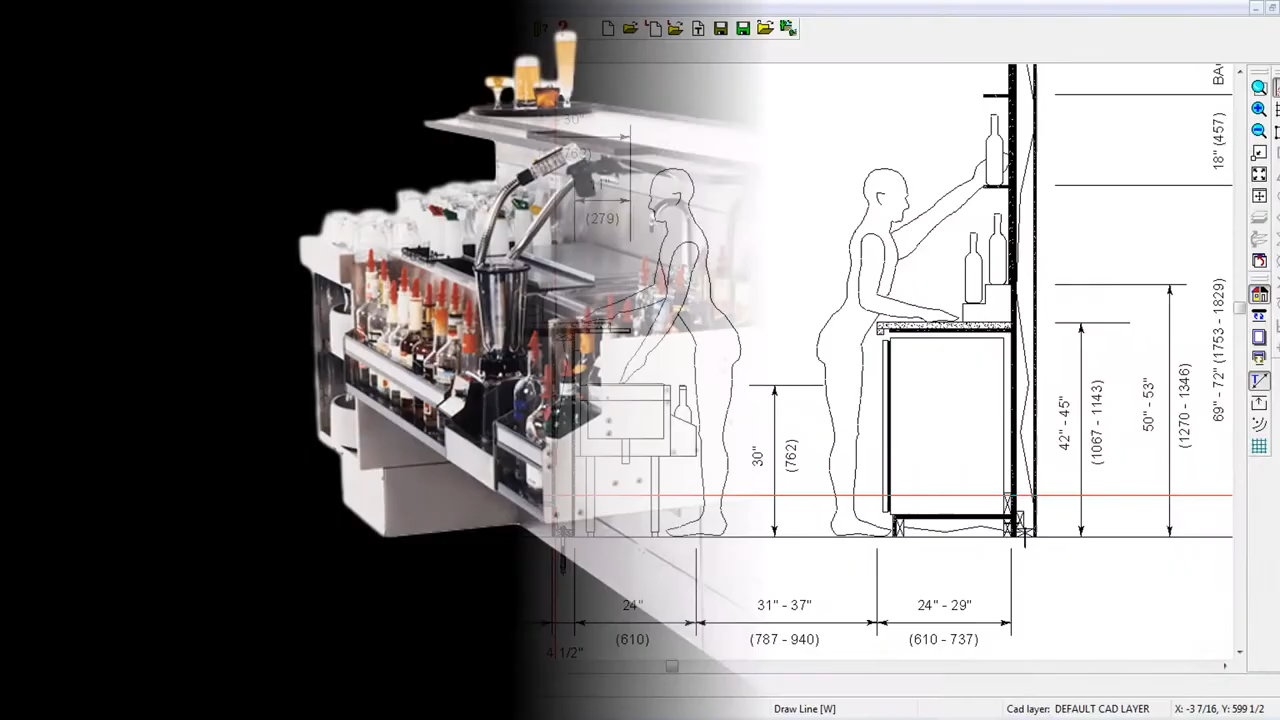 BA
18" (457)
30"
(762)
11"
(279)
69" - 72" (1753 - 1829)
30"
(762)
42" - 45"
(1067 - 1143)
50" - 53"
(1270 - 1346)
24"
(610)
31" - 37"
(787 - 940)
24" - 29"
(610 - 737)
4 1/2"
Draw Line [W]
Cad layer: DEFAULT CAD LAYER
X: -3 7/16, Y: 599 1/2